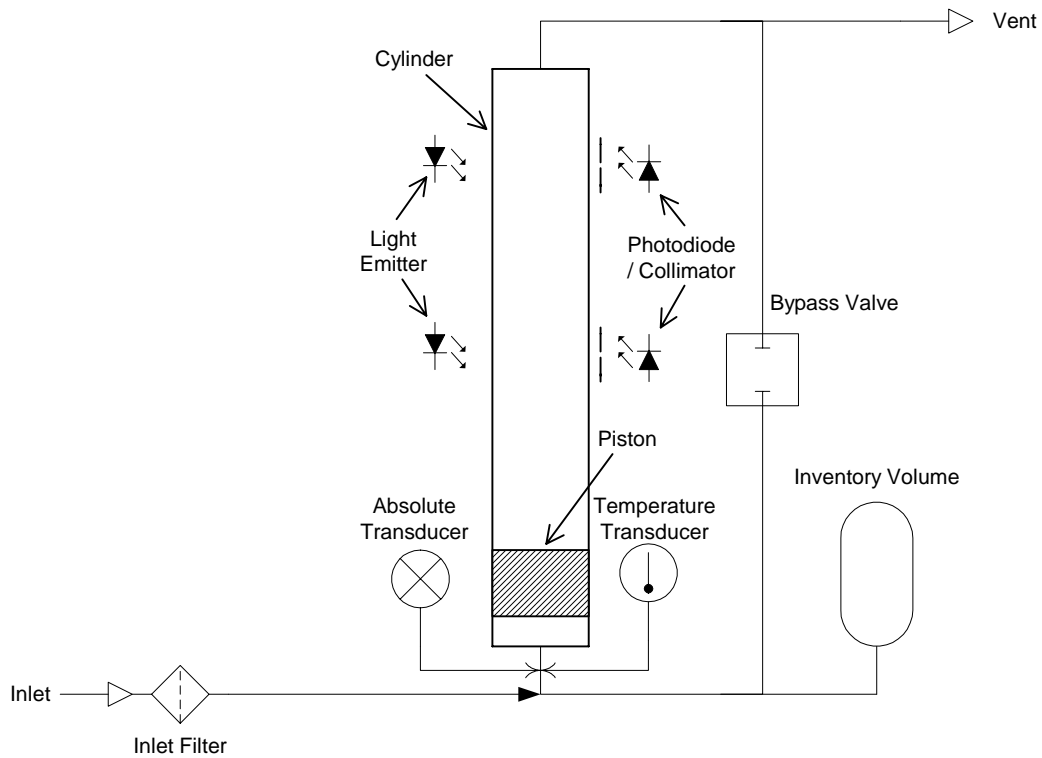 Vent
Cylinder
Light
Emitter
Photodiode
/ Collimator
Bypass Valve
Piston
Inventory Volume
Absolute
Transducer
Temperature
Transducer
Inlet
Inlet Filter